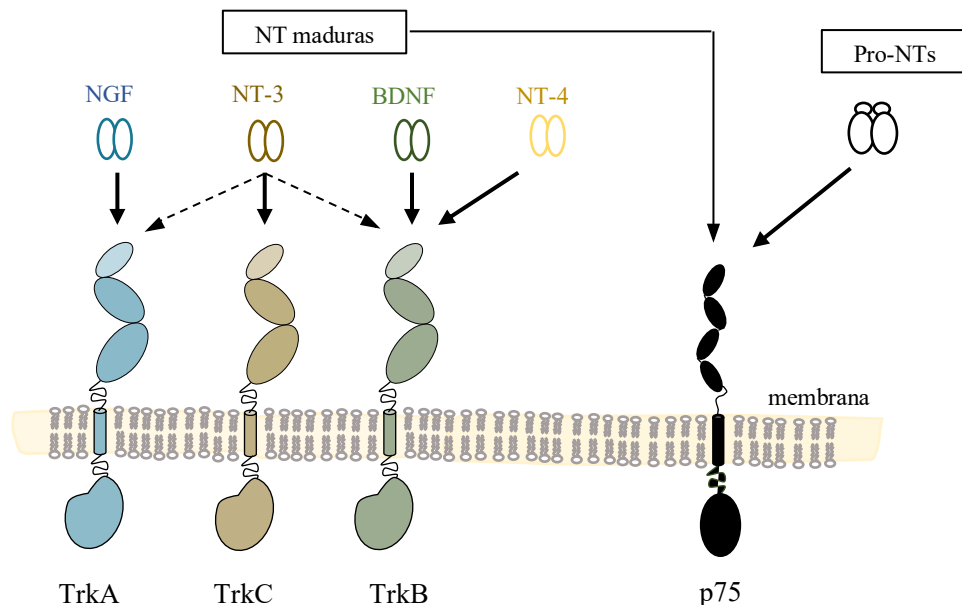 NT maduras
Pro-NTs
NGF
NT-3
BDNF
NT-4
membrana
TrkA
TrkC
TrkB
p75